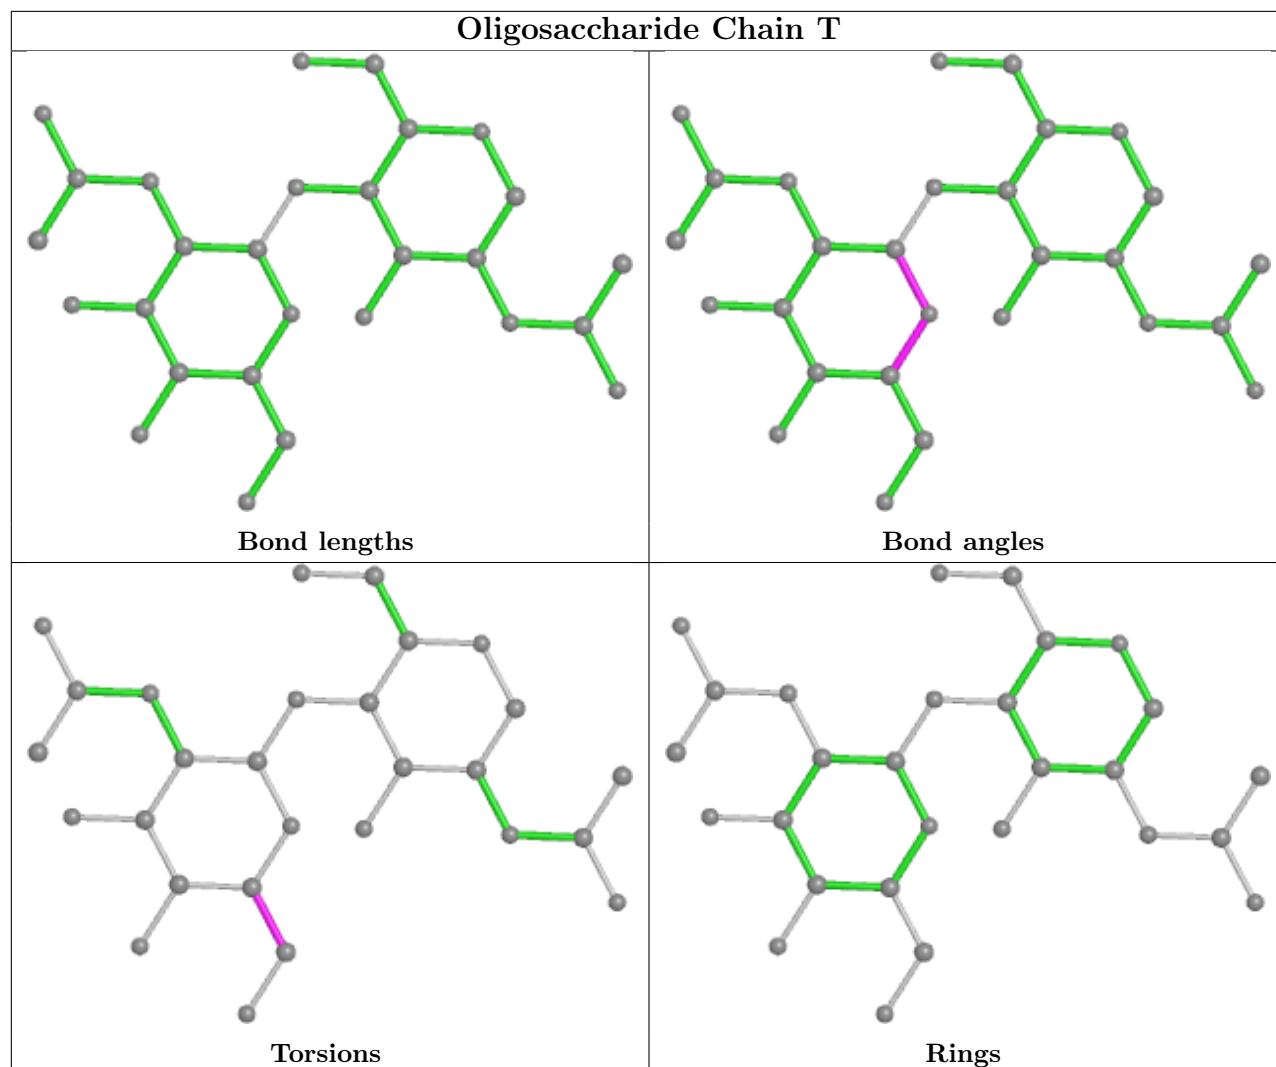 Oligosaccharide Chain T
Bond lengths
Bond angles
Torsions
Rings